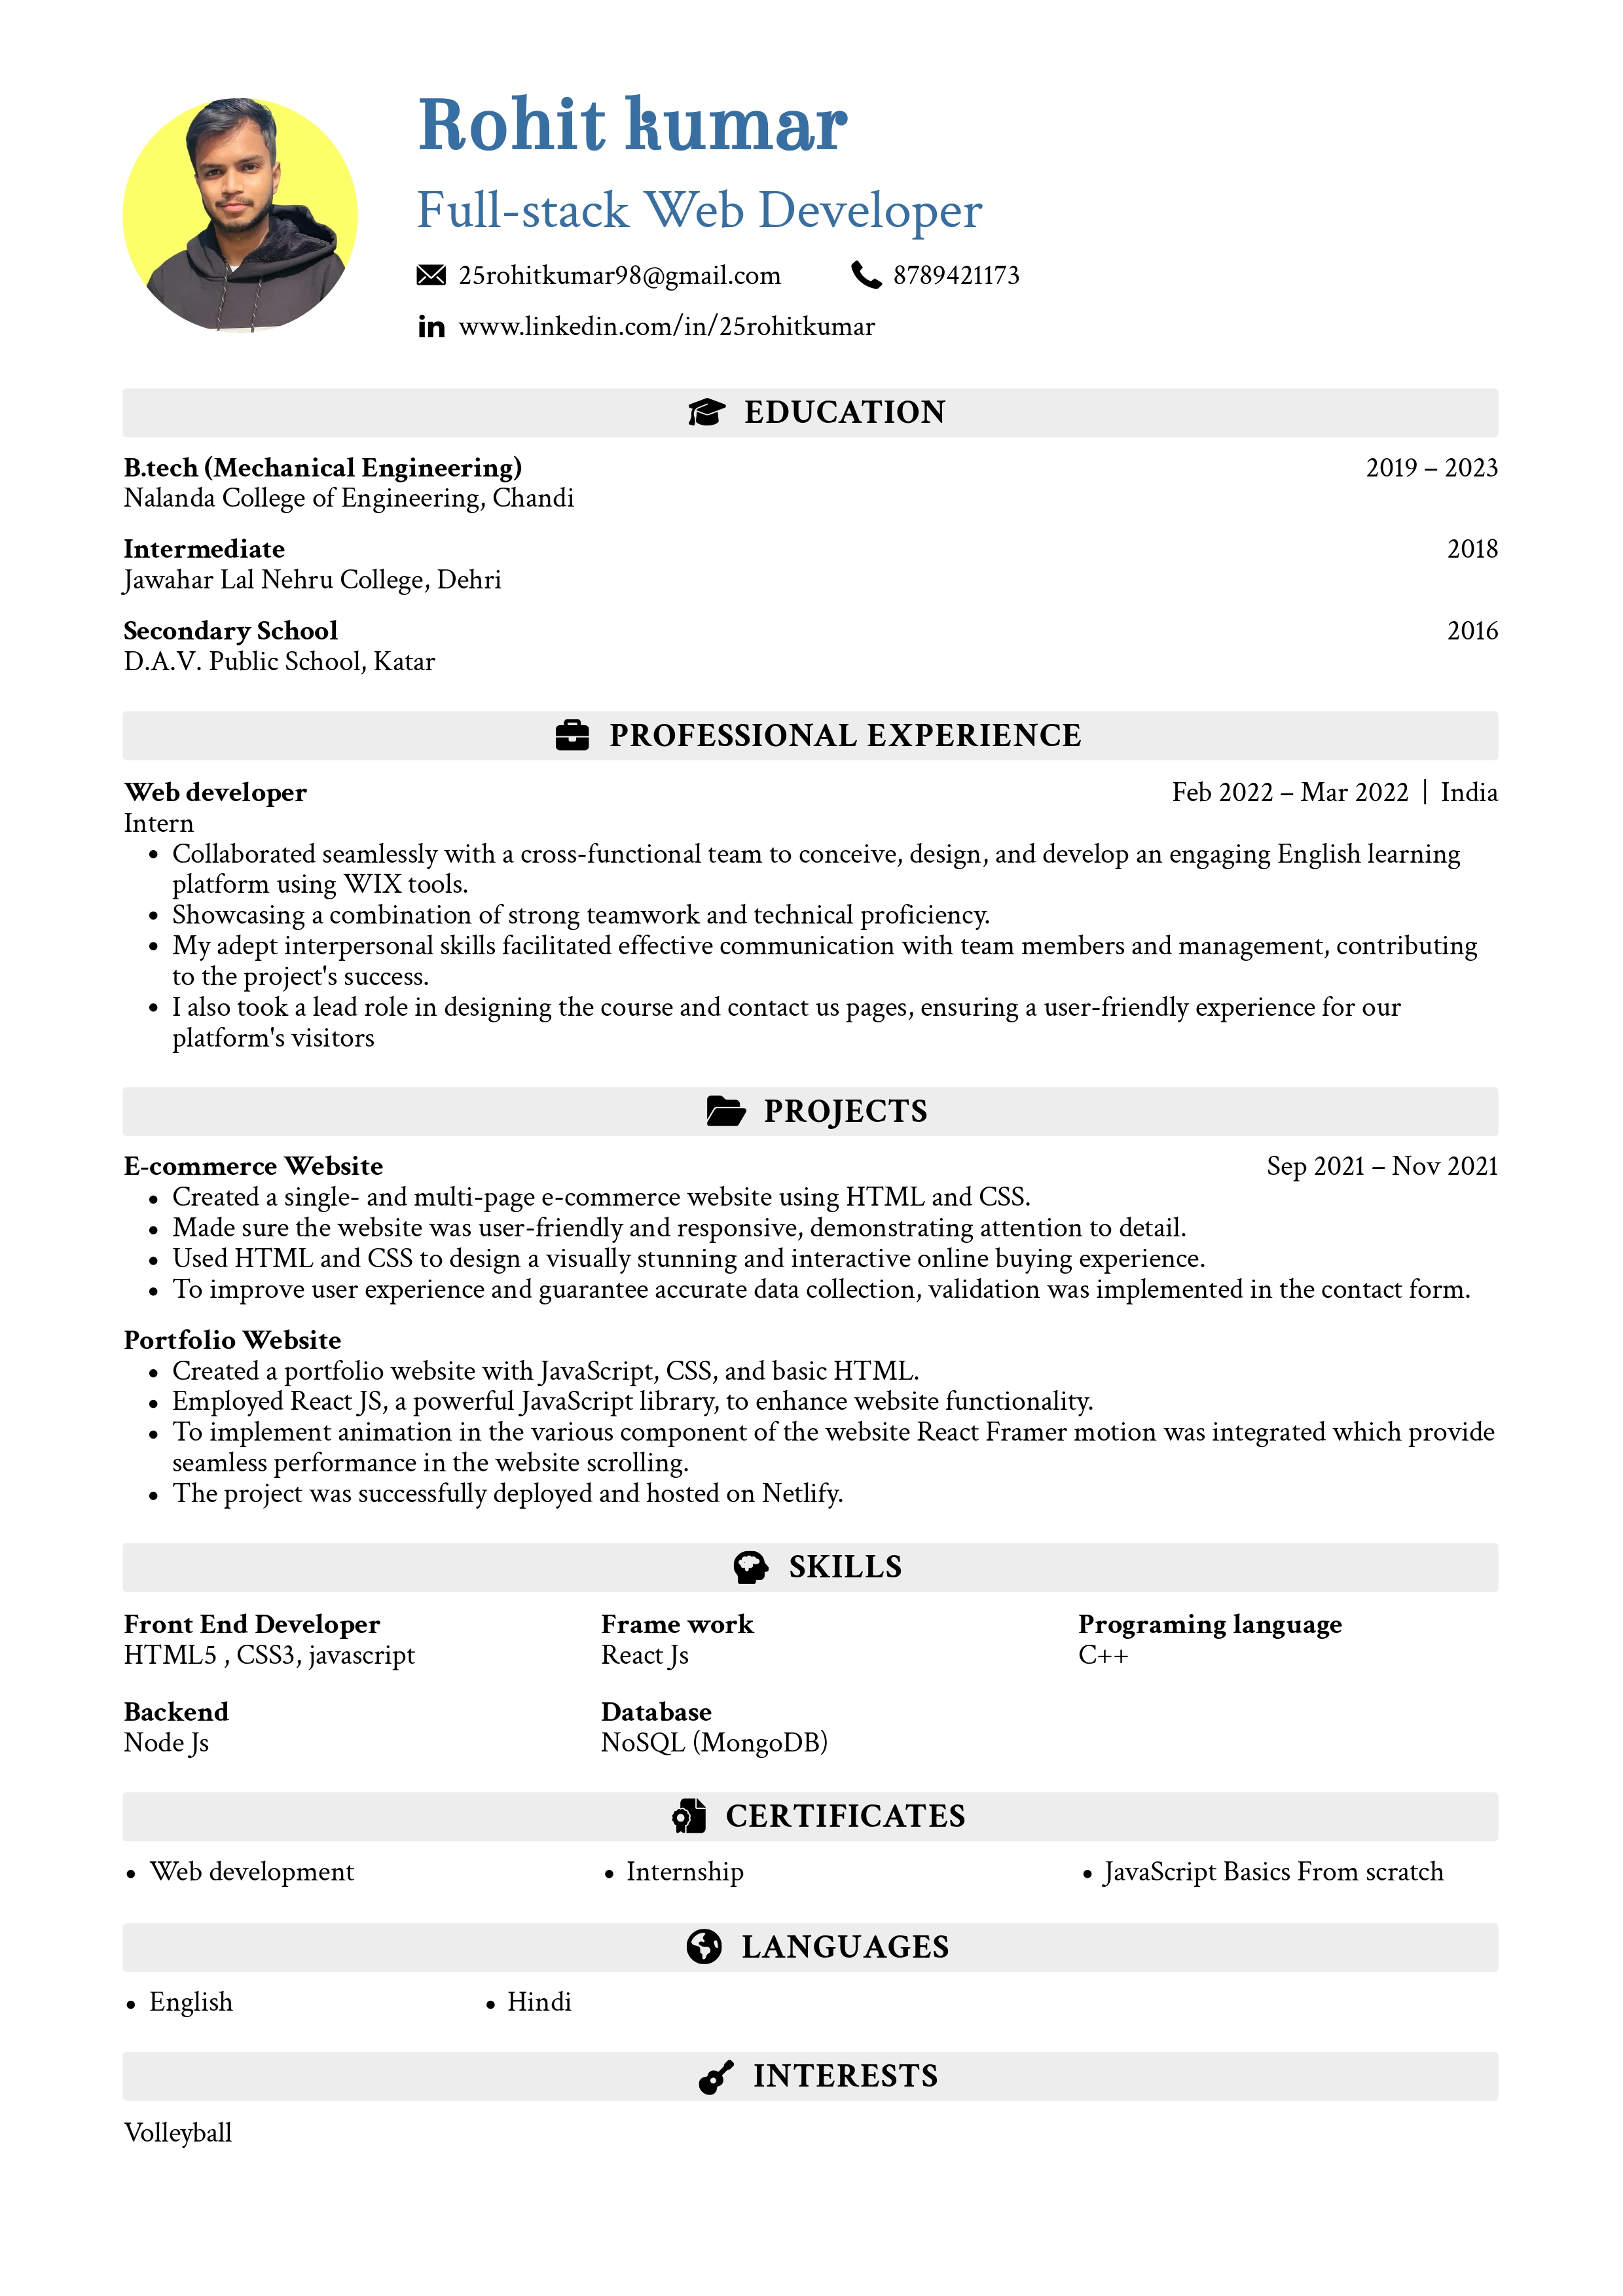 Rohit kumar
Full-stack Web Developer
25rohitkumar98@gmail.com 8789421173
www.linkedin.com/in/25rohitkumar
EDUCATION
B.tech (Mechanical Engineering) 2019 – 2023
Nalanda College of Engineering, Chandi
Intermediate 2018
Jawahar Lal Nehru College, Dehri
Secondary School 2016
D.A.V. Public School, Katar
PROFESSIONAL EXPERIENCE
Web developer Feb 2022 – Mar 2022 | India
Intern
• Collaborated seamlessly with a cross-functional team to conceive, design, and develop an engaging English learning
platform using WIX tools.
• Showcasing a combination of strong teamwork and technical proficiency.
• My adept interpersonal skills facilitated effective communication with team members and management, contributing
to the project's success.
• I also took a lead role in designing the course and contact us pages, ensuring a user-friendly experience for our
platform's visitors
PROJECTS
E-commerce Website Sep 2021 – Nov 2021
• Created a single- and multi-page e-commerce website using HTML and CSS.
• Made sure the website was user-friendly and responsive, demonstrating attention to detail.
• Used HTML and CSS to design a visually stunning and interactive online buying experience.
• To improve user experience and guarantee accurate data collection, validation was implemented in the contact form.
Portfolio Website
• Created a portfolio website with JavaScript, CSS, and basic HTML.
• Employed React JS, a powerful JavaScript library, to enhance website functionality.
• To implement animation in the various component of the website React Framer motion was integrated which provide
seamless performance in the website scrolling.
• The project was successfully deployed and hosted on Netlify.
SKILLS
Front End Developer Frame work Programing language
HTML5 , CSS3, javascript React Js C++
Backend Database
Node Js NoSQL (MongoDB)
CERTIFICATES
• Web development • Internship • JavaScript Basics From scratch
LANGUAGES
• English • Hindi
INTERESTS
Volleyball